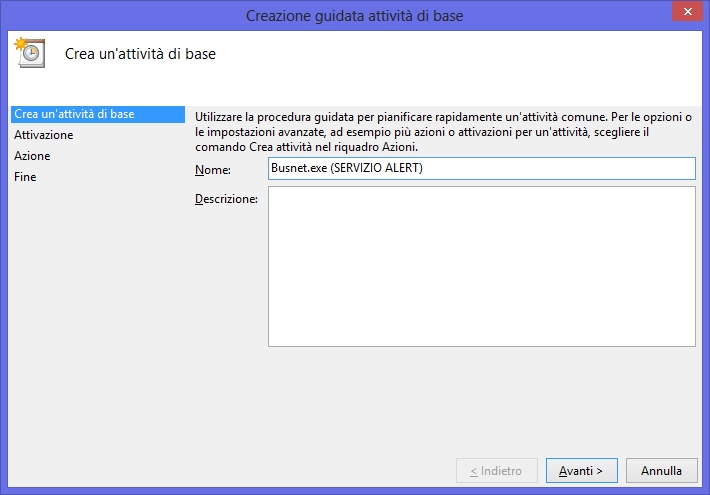 Creazione guidata attività di base
Crea un'attività di base
Crea un'attività di base
Attivazione
Azione
Fine
Utilizzare la procedura guidata per pianificare rapidamente un'attività comune. Per le opzioni o
le impostazioni avanzate, ad esempio più azioni o attivazioni per un'attività, scegliere il
comando Crea attività nel riquadro Azioni.
Nome: Busnet.exe (SERVIZIO ALERT)
Descrizione:
< Indietro Avanti > Annulla